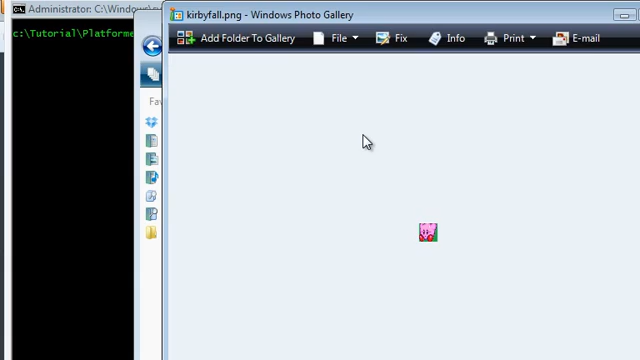 Administrator: C:\Windows\
kirbyfall.png - Windows Photo Gallery
c:\Tutorial\Platforme
Add Folder To Gallery File Fix Info Print E-mail
Fav